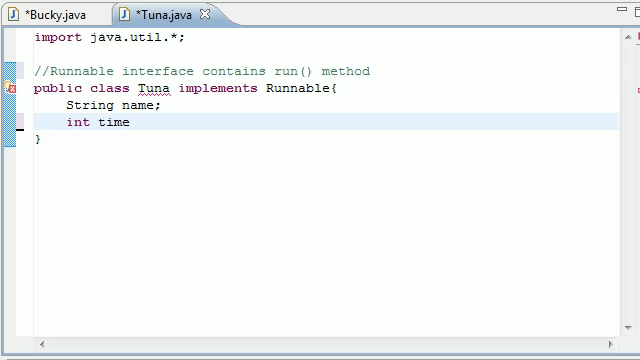 *Bucky.java *Tuna.java
import java.util.*;
//Runnable interface contains run() method
public class Tuna implements Runnable{
String name;
int time
}